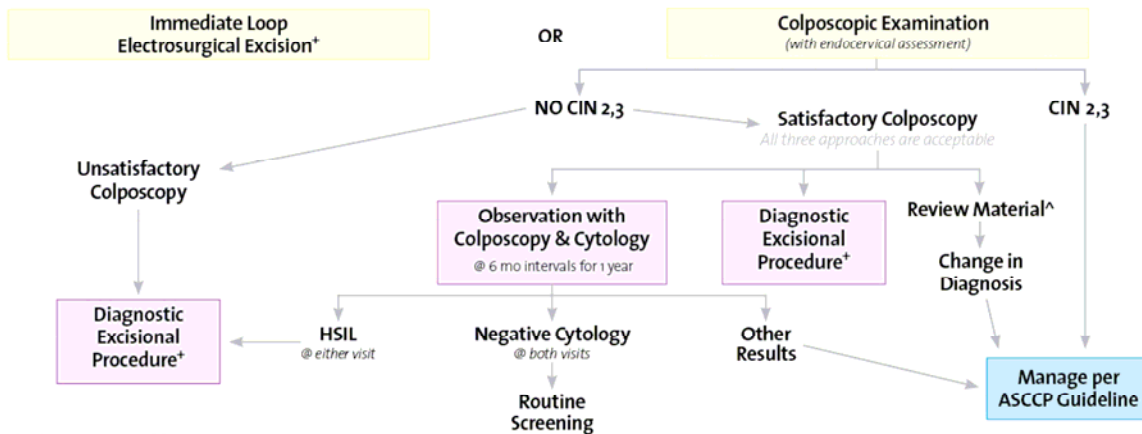 Immediate Loop
Electrosurgical Excision⁺
OR
Colposcopic Examination
(with endocervical assessment)
NO CIN 2,3
CIN 2,3
Satisfactory Colposcopy
All three approaches are acceptable
Unsatisfactory
Colposcopy
Observation with
Colposcopy & Cytology
@ 6 mo intervals for 1 year
Diagnostic
Excisional
Procedure⁺
Review Material^
Change in
Diagnosis
Diagnostic
Excisional
Procedure⁺
HSIL
@ either visit
Negative Cytology
@ both visits
Other
Results
Routine
Screening
Manage per
ASCCP Guideline